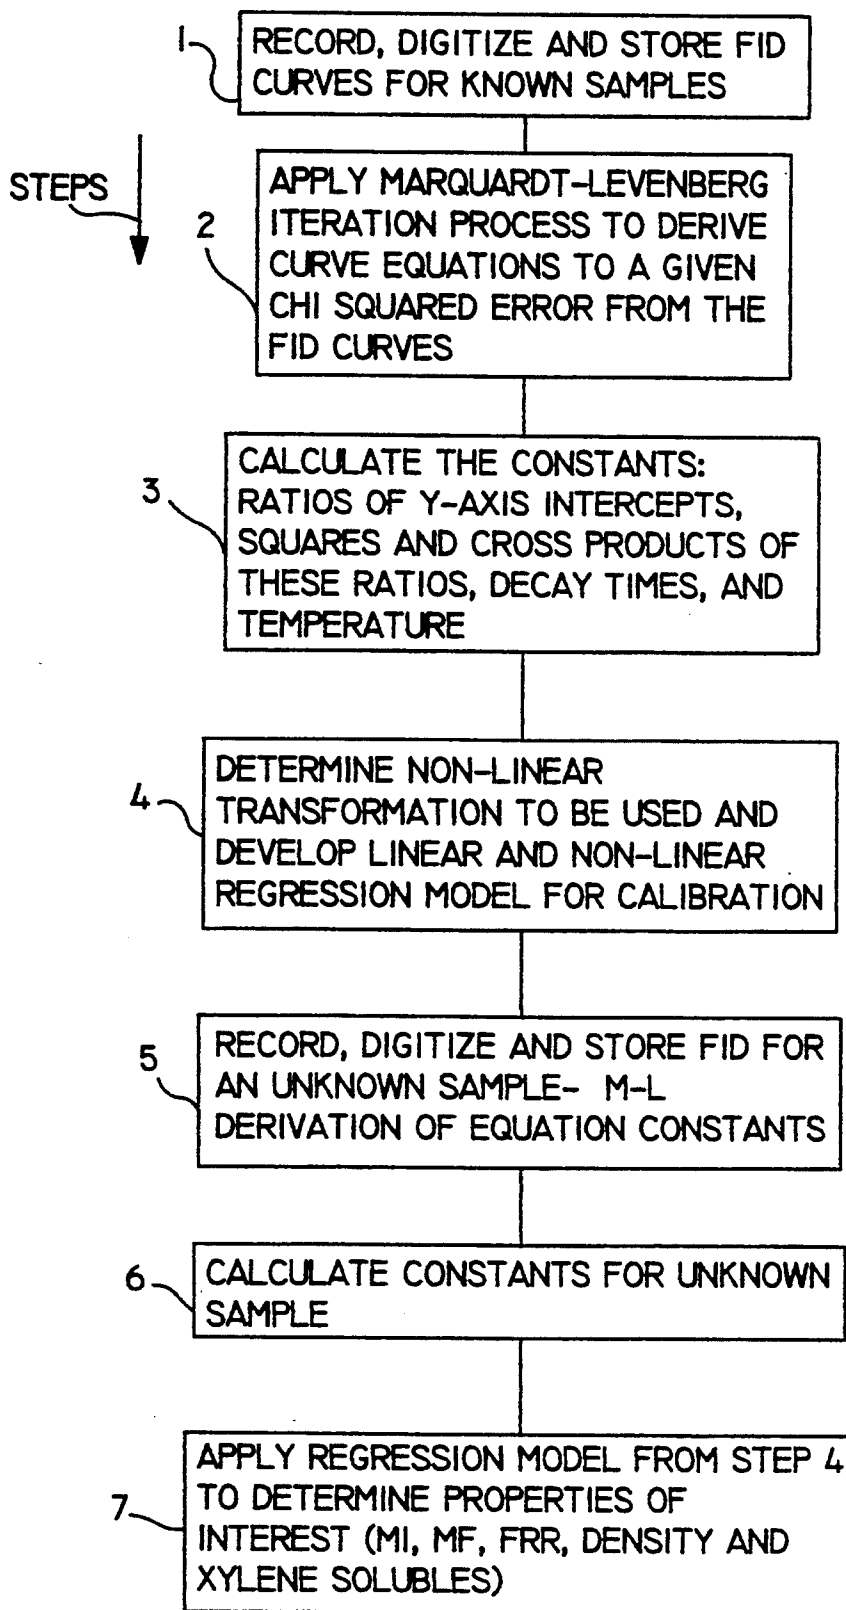 1
RECORD, DIGITIZE AND STORE FID
CURVES FOR KNOWN SAMPLES
STEPS
2
APPLY MARQUARDT-LEVENBERG
ITERATION PROCESS TO DERIVE
CURVE EQUATIONS TO A GIVEN
CHI SQUARED ERROR FROM THE
FID CURVES
3
CALCULATE THE CONSTANTS:
RATIOS OF Y-AXIS INTERCEPTS,
SQUARES AND CROSS PRODUCTS OF
THESE RATIOS, DECAY TIMES, AND
TEMPERATURE
4
DETERMINE NON-LINEAR
TRANSFORMATION TO BE USED AND
DEVELOP LINEAR AND NON-LINEAR
REGRESSION MODEL FOR CALIBRATION
5
RECORD, DIGITIZE AND STORE FID FOR
AN UNKNOWN SAMPLE- M-L
DERIVATION OF EQUATION CONSTANTS
6
CALCULATE CONSTANTS FOR UNKNOWN
SAMPLE
7
APPLY REGRESSION MODEL FROM STEP 4
TO DETERMINE PROPERTIES OF
INTEREST (MI, MF, FRR, DENSITY AND
XYLENE SOLUBLES)